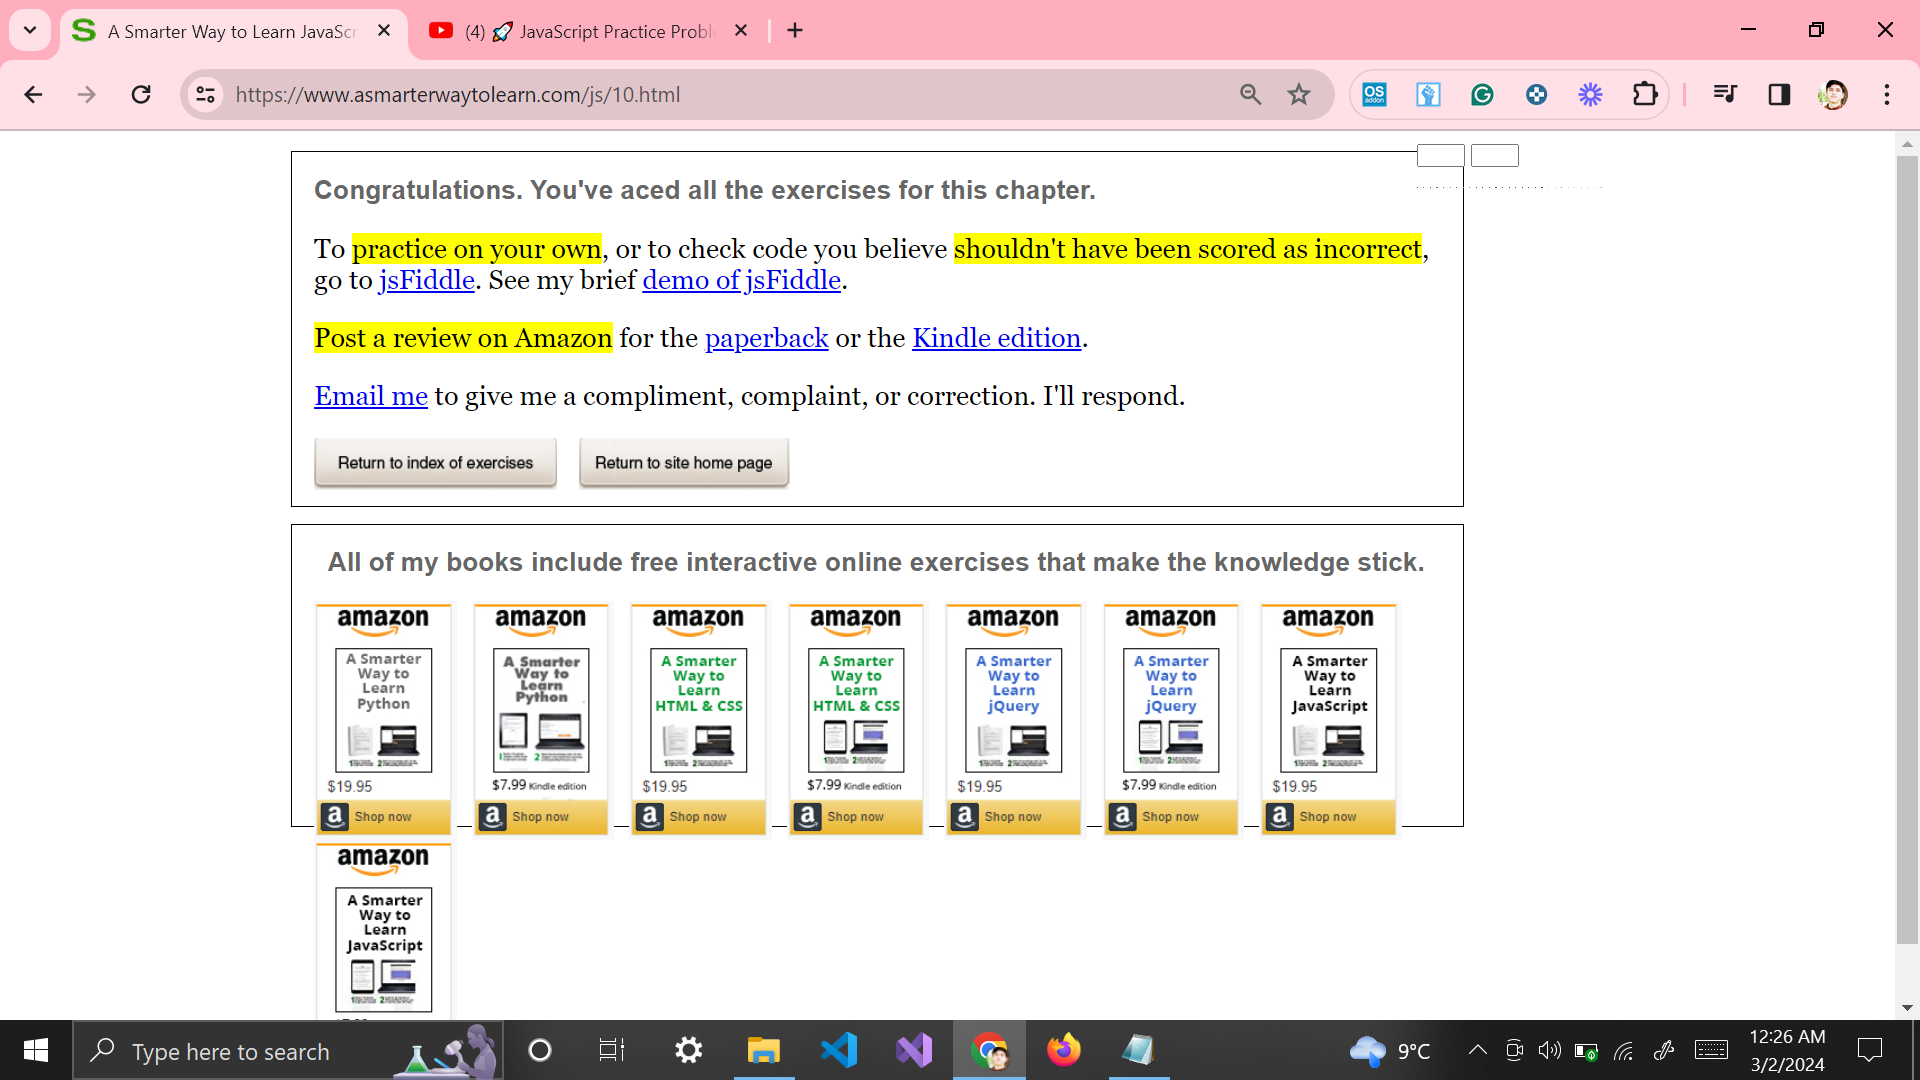 A Smarter Way to Learn JavaScr
(4) 🚀 JavaScript Practice Probl
https://www.asmarterwaytolearn.com/js/10.html
OS
addon
Congratulations. You've aced all the exercises for this chapter.
To practice on your own, or to check code you believe shouldn't have been scored as incorrect,
go to jsFiddle. See my brief demo of jsFiddle.
Post a review on Amazon for the paperback or the Kindle edition.
Email me to give me a compliment, complaint, or correction. I'll respond.
Return to index of exercises
Return to site home page
All of my books include free interactive online exercises that make the knowledge stick.
amazon
A Smarter
Way to
Learn
Python
$19.95
Shop now
amazon
A Smarter
Way to
Learn
Python
$7.99 Kindle edition
Shop now
amazon
A Smarter
Way to
Learn
HTML & CSS
$19.95
Shop now
amazon
A Smarter
Way to
Learn
HTML & CSS
$7.99 Kindle edition
Shop now
amazon
A Smarter
Way to
Learn
jQuery
$19.95
Shop now
amazon
A Smarter
Way to
Learn
jQuery
$7.99 Kindle edition
Shop now
amazon
A Smarter
Way to
Learn
JavaScript
$19.95
Shop now
amazon
A Smarter
Way to
Learn
JavaScript
Type here to search
9°C
12:26 AM
3/2/2024